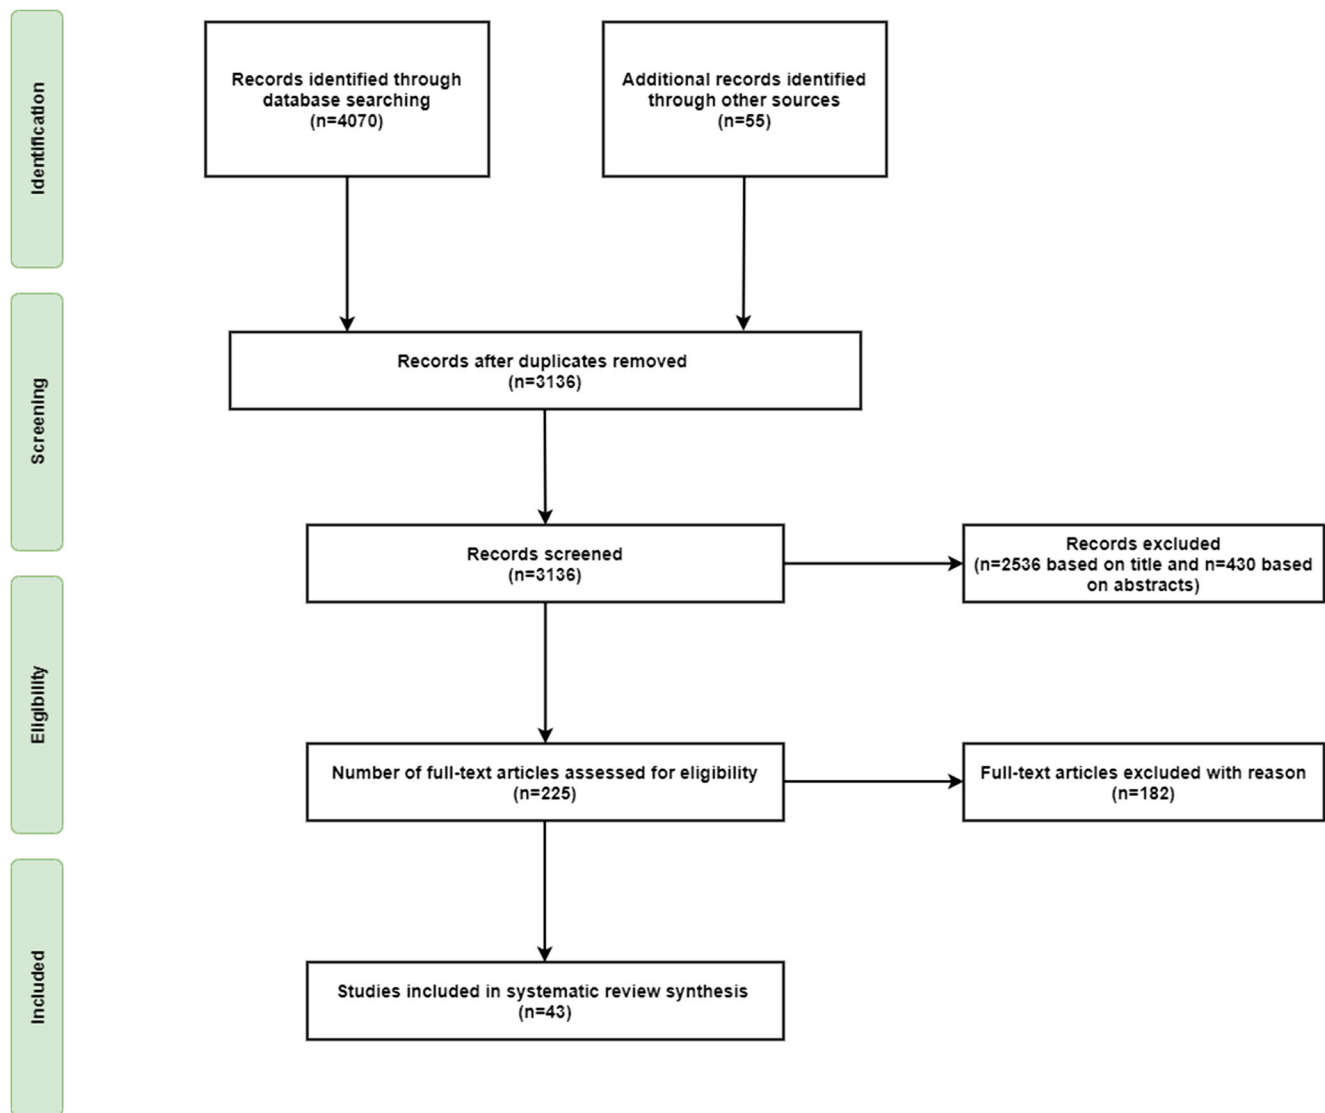 Identification
Records identified through
database searching
(n=4070)
Additional records identified
through other sources
(n=55)
Screening
Records after duplicates removed
(n=3136)
Records screened
(n=3136)
Records excluded
(n=2536 based on title and n=430 based
on abstracts)
Eligibility
Number of full-text articles assessed for eligibility
(n=225)
Full-text articles excluded with reason
(n=182)
Included
Studies included in systematic review synthesis
(n=43)